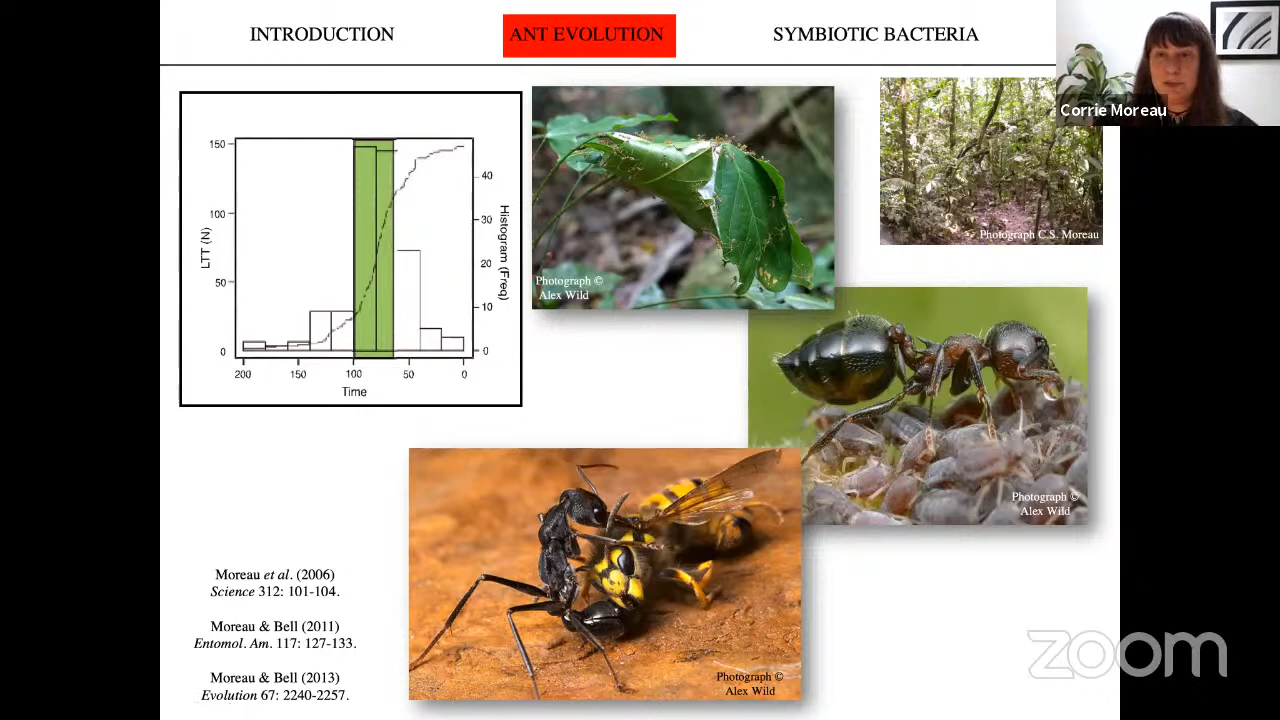 INTRODUCTION
ANT EVOLUTION
SYMBIOTIC BACTERIA
Corrie Moreau
150
100
50
0
LTT (N)
40
30
20
10
0
Histogram (Freq)
200
150
100
50
0
Time
Photograph ©
Alex Wild
Photograph C.S. Moreau
Photograph ©
Alex Wild
Photograph ©
Alex Wild
Moreau et al. (2006)
Science 312: 101-104.
Moreau & Bell (2011)
Entomol. Am. 117: 127-133.
Moreau & Bell (2013)
Evolution 67: 2240-2257.
zoom